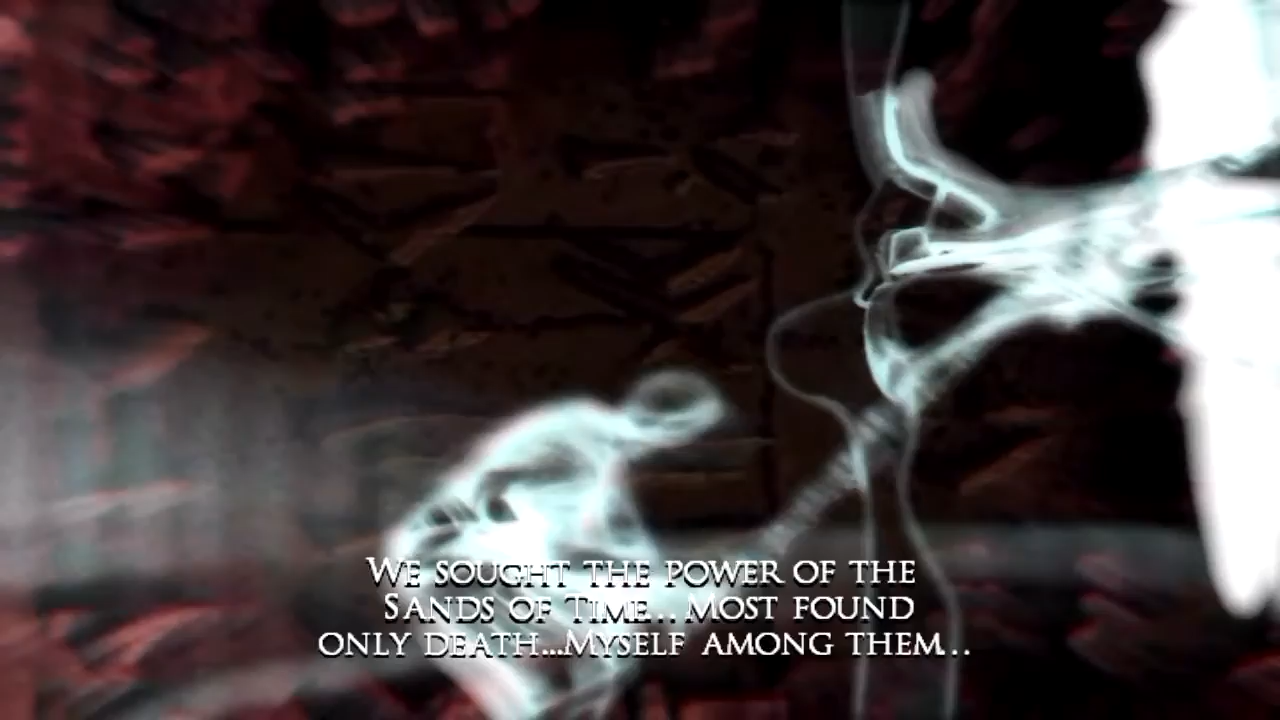 We sought the power of the
Sands of Time... Most found
only death...Myself among them...